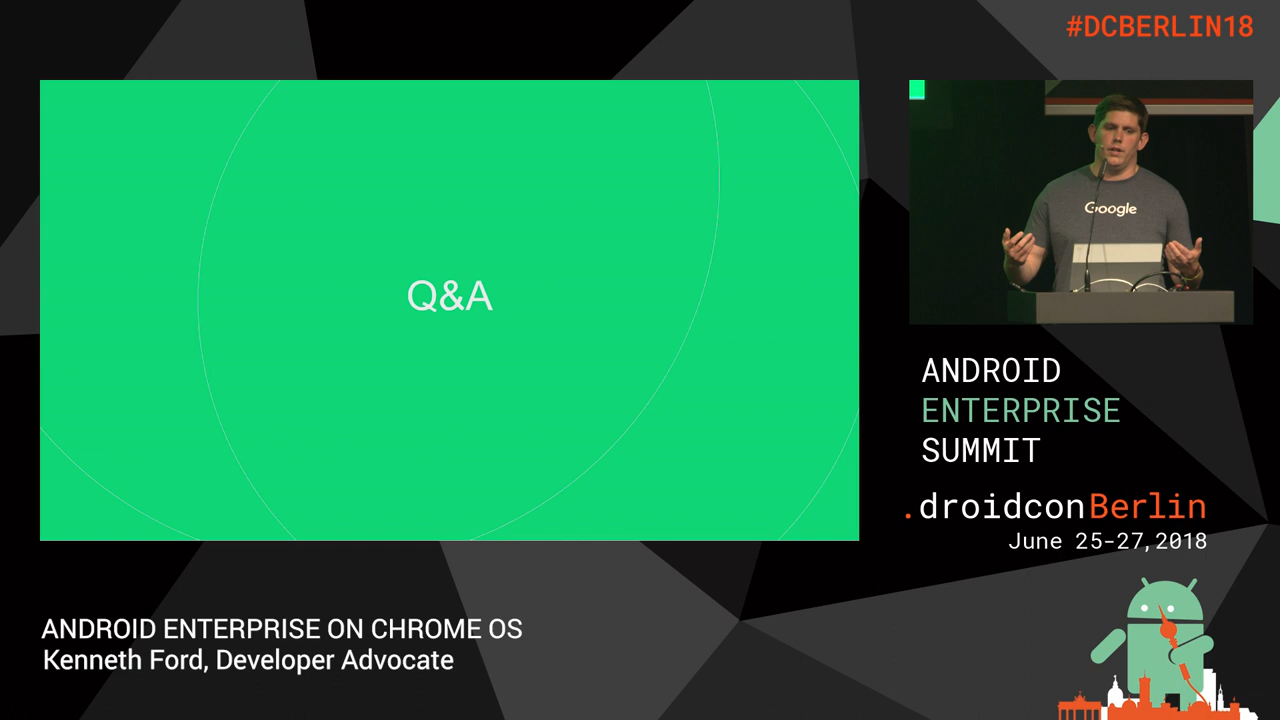 #DCBERLIN18
Q&A
Google
ANDROID
ENTERPRISE
SUMMIT
.droidconBerlin
June 25-27,2018
ANDROID ENTERPRISE ON CHROME OS
Kenneth Ford, Developer Advocate